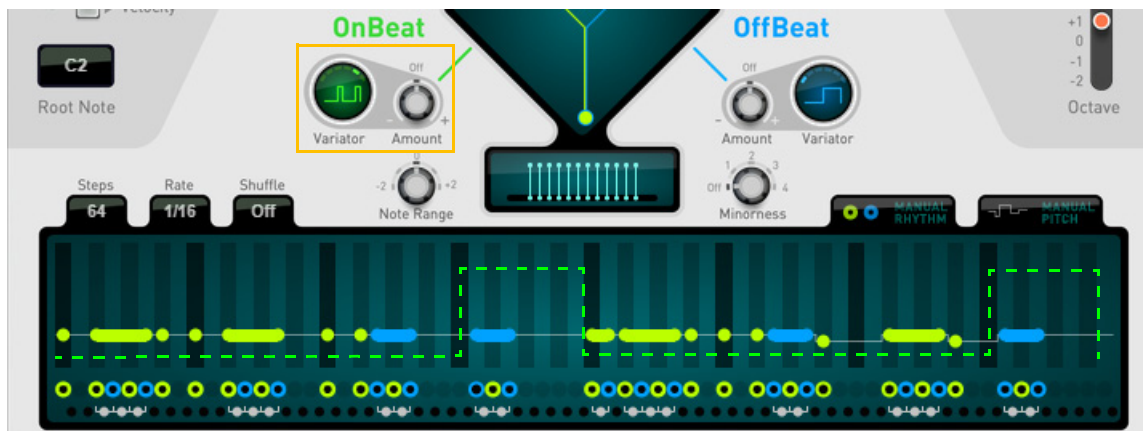 Velocity
OnBeat
OffBeat
+1
0
-1
-2
Octave
C2
Root Note
Off
- +
Variator Amount
Off
- +
Amount Variator
0
-2 +2
Note Range
1 2 3
Off 4
Minorness
Steps Rate Shuffle
64 1/16 Off
MANUAL
RHYTHM
MANUAL
PITCH